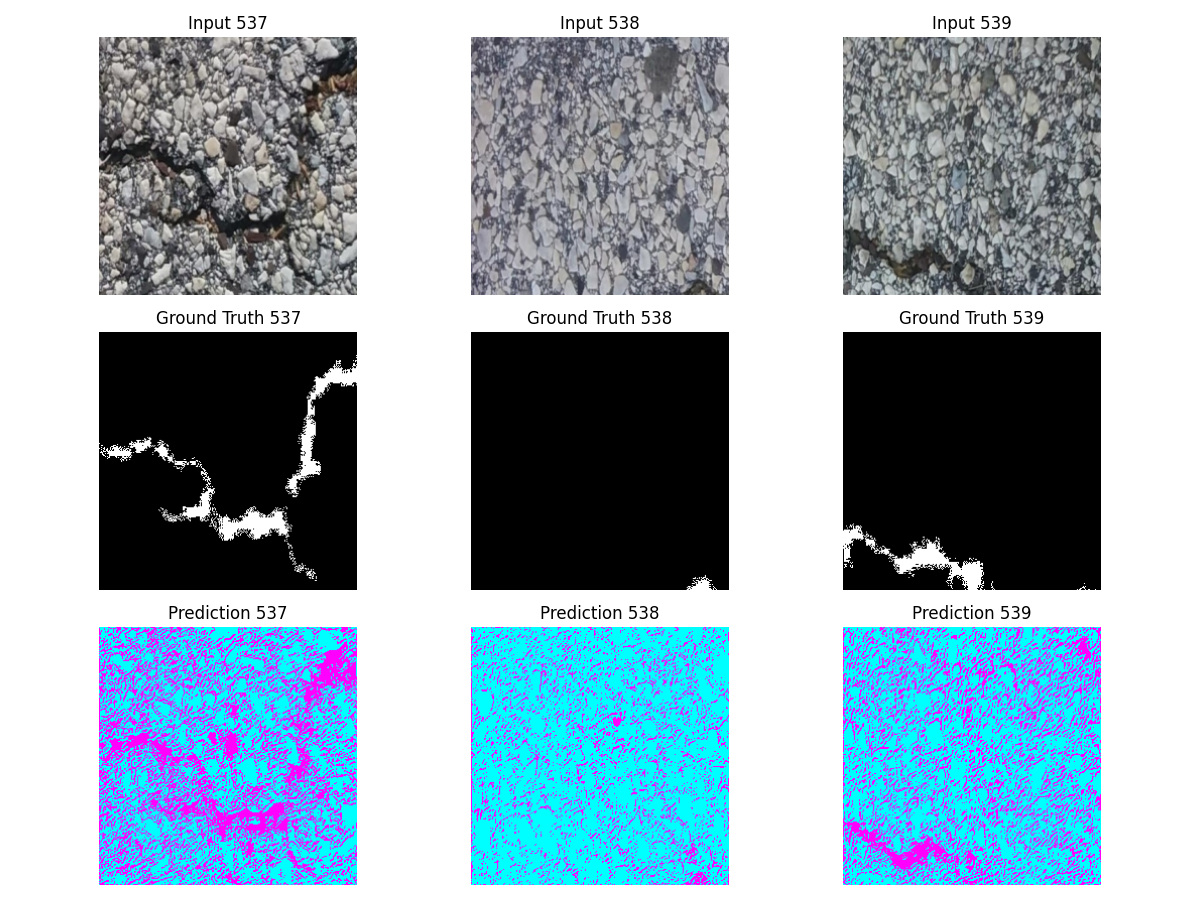 Input 537
Input 538
Input 539
Ground Truth 537
Ground Truth 538
Ground Truth 539
Prediction 537
Prediction 538
Prediction 539